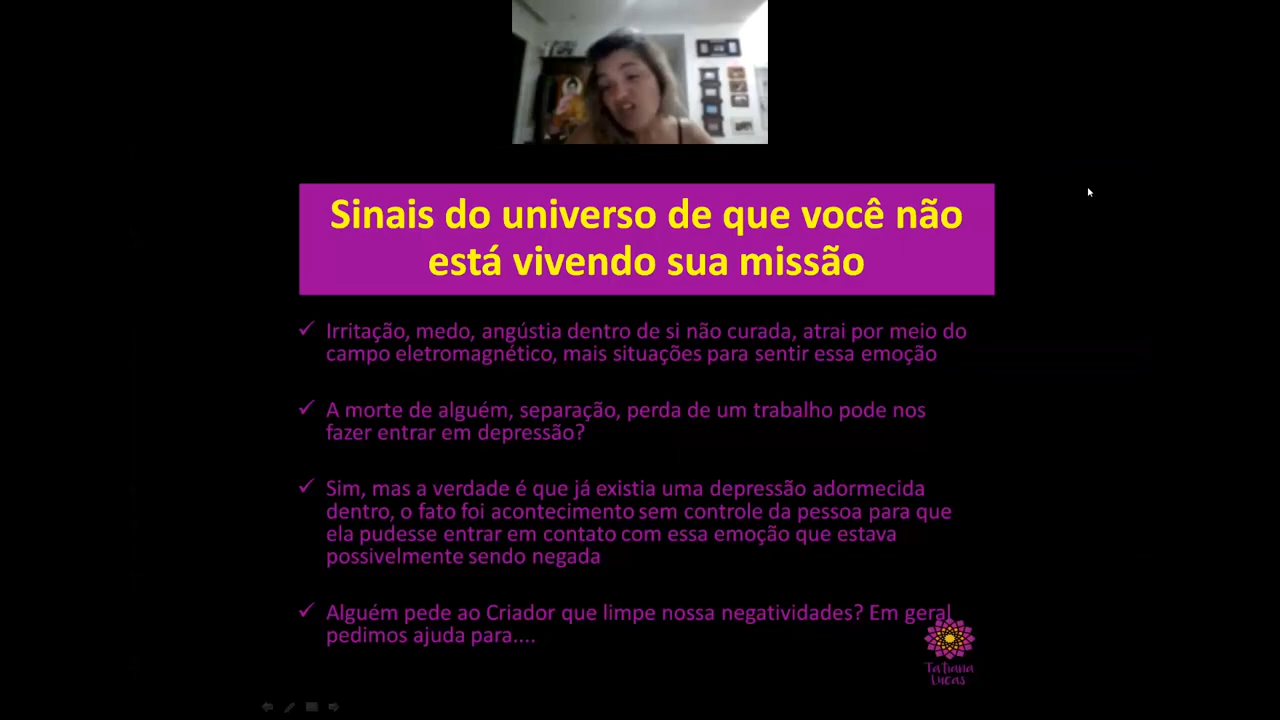 Sinais do universo de que você não
está vivendo sua missão
Irritação, medo, angústia dentro de si não curada, atrai por meio do
campo eletromagnético, mais situações para sentir essa emoção
A morte de alguém, separação, perda de um trabalho pode nos
fazer entrar em depressão?
Sim, mas a verdade é que já existia uma depressão adormecida
dentro, o fato foi acontecimento sem controle da pessoa para que
ela pudesse entrar em contato com essa emoção que estava
possivelmente sendo negada
Alguém pede ao Criador que limpe nossa negatividades? Em geral
pedimos ajuda para....
Tatiana
Lucas